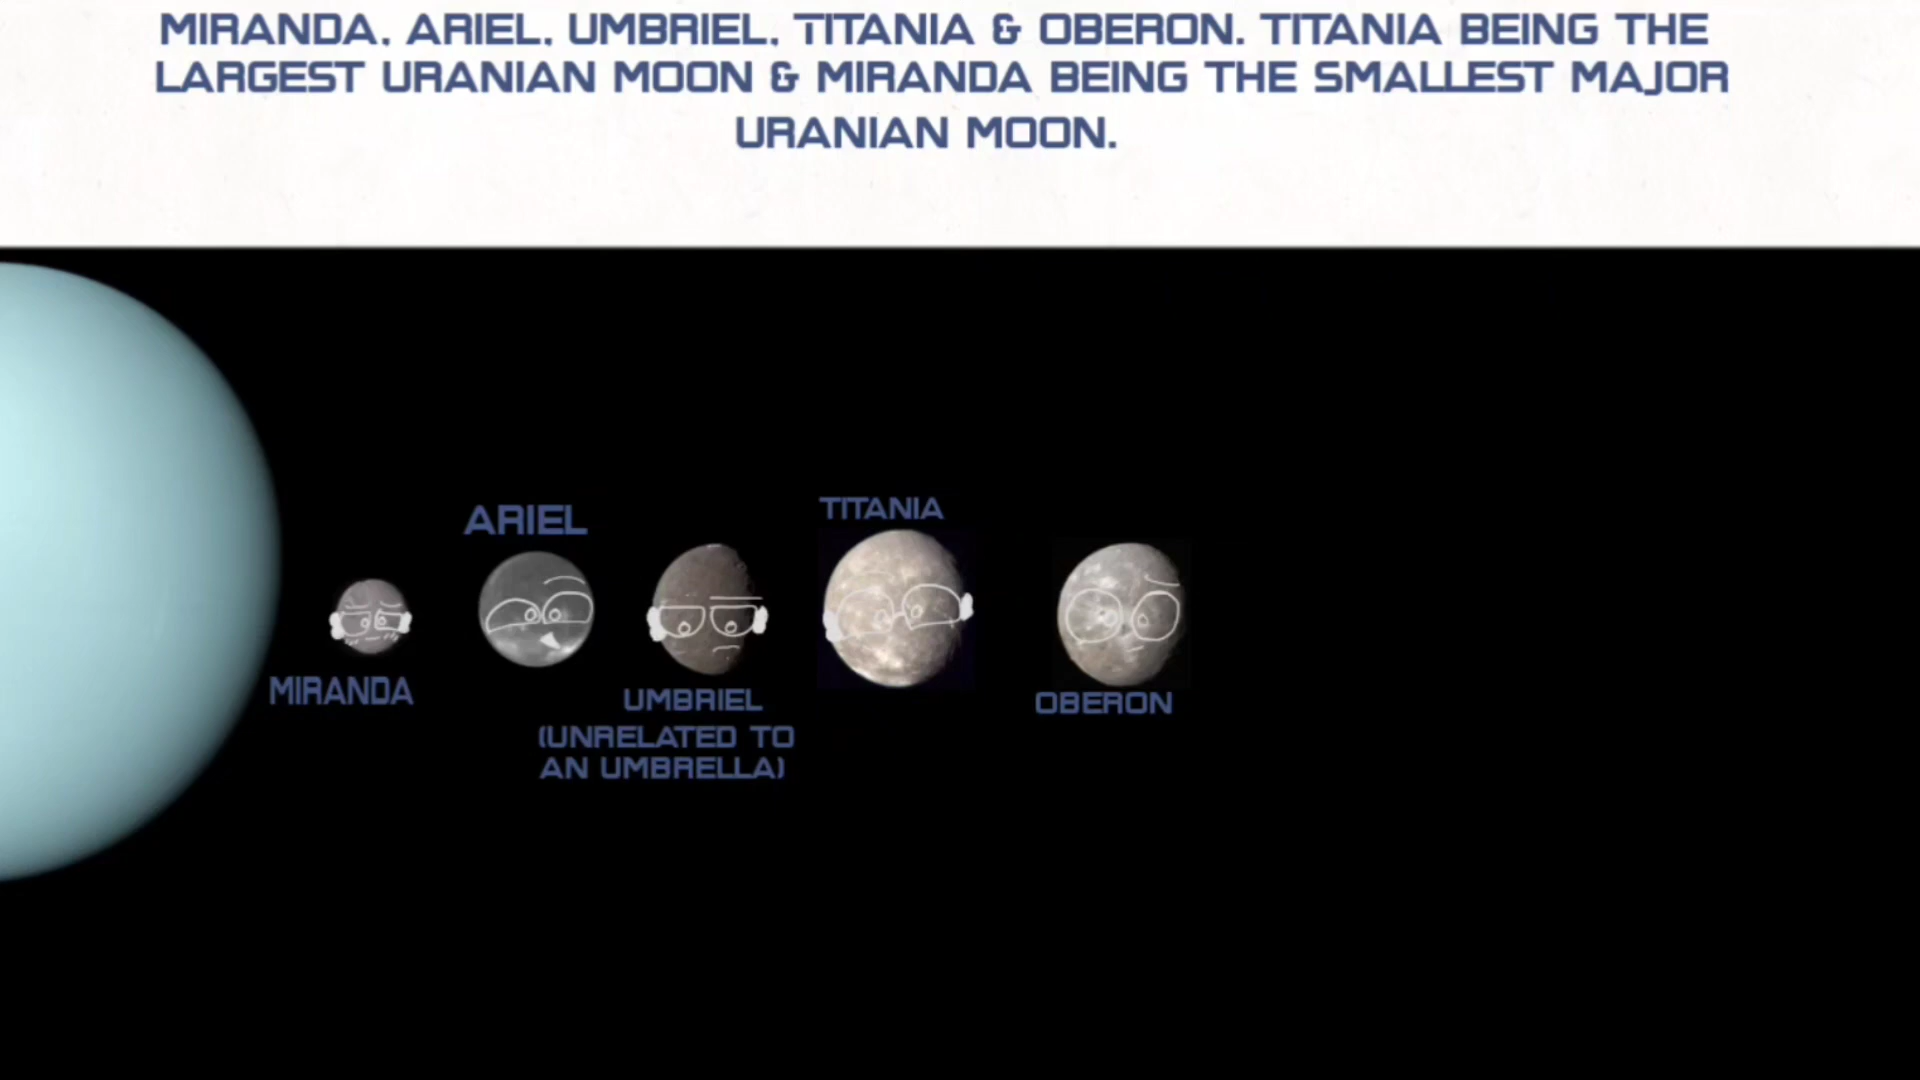 MIRANDA, ARIEL, UMBRIEL, TITANIA & OBERON. TITANIA BEING THE
LARGEST URANIAN MOON & MIRANDA BEING THE SMALLEST MAJOR
URANIAN MOON.
ARIEL
TITANIA
MIRANDA
UMBRIEL
(UNRELATED TO
AN UMBRELLA)
OBERON